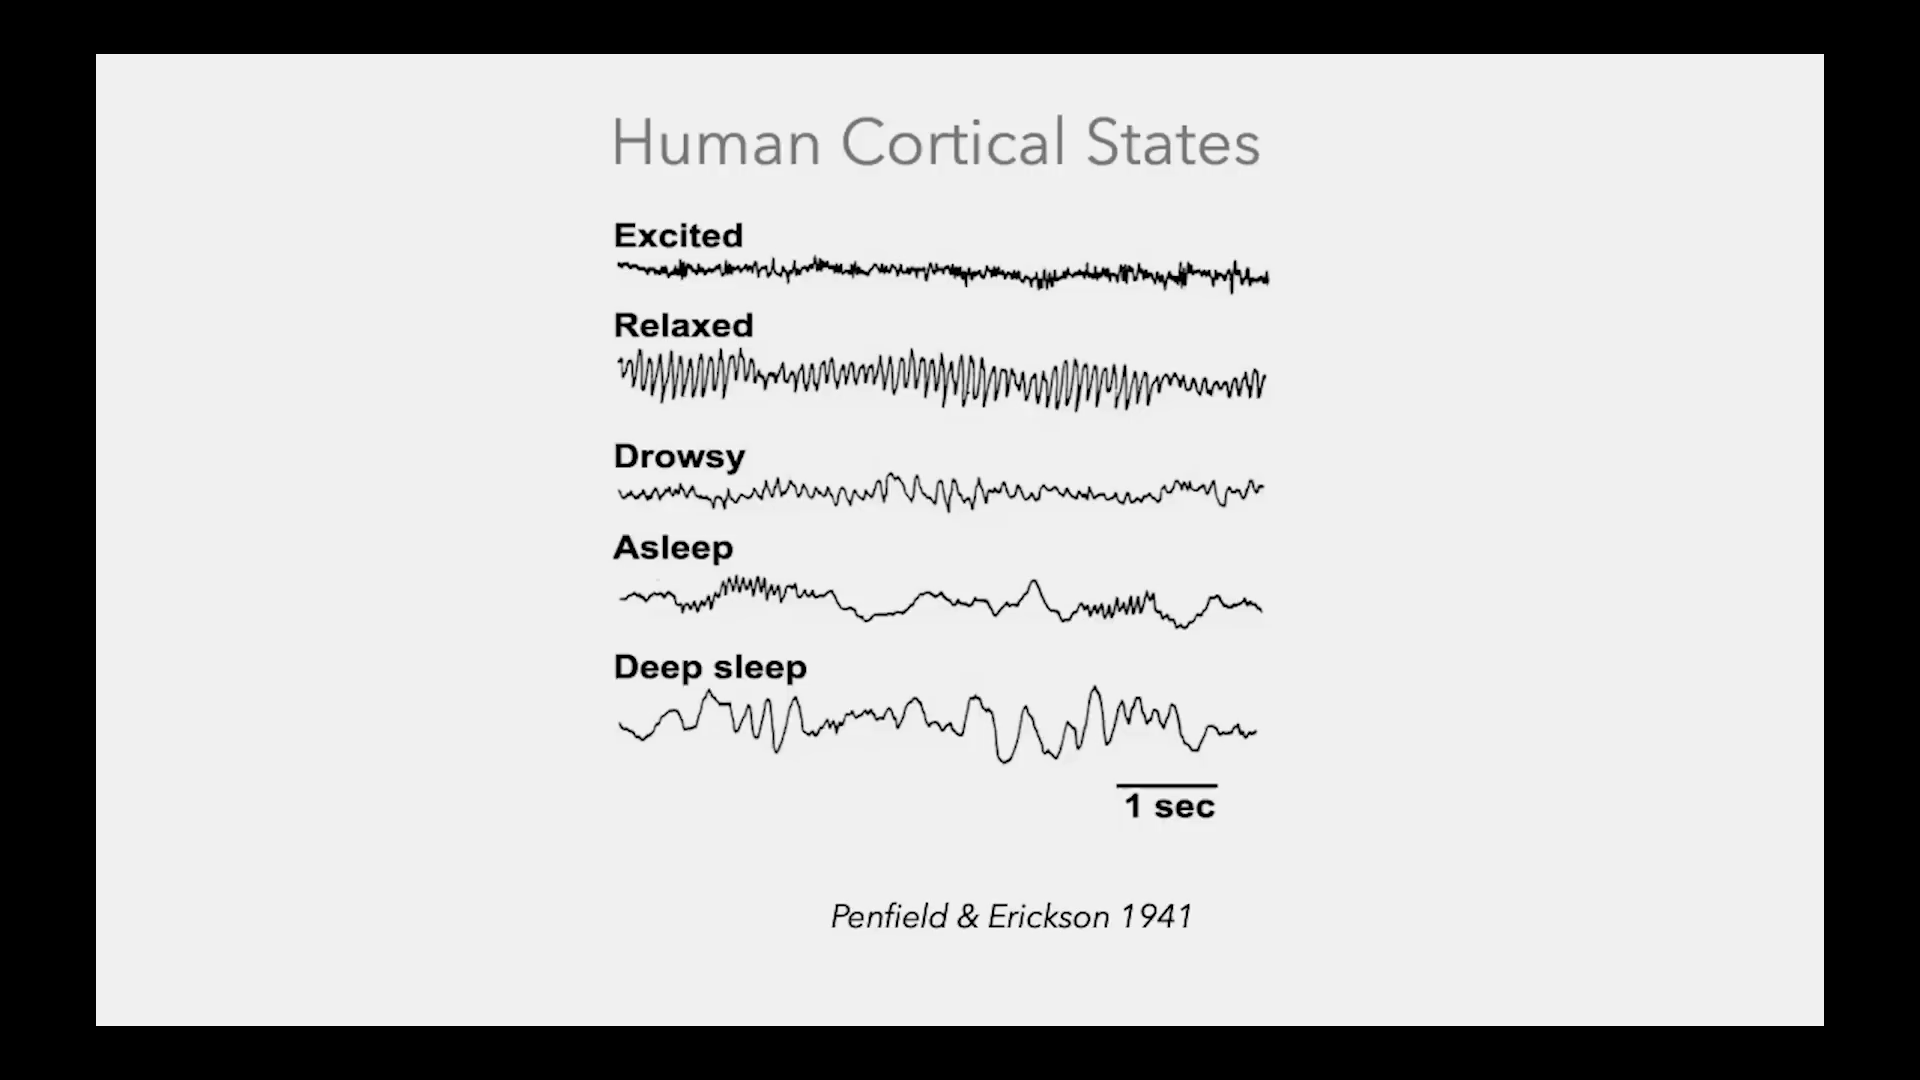 Human Cortical States
Excited
Relaxed
Drowsy
Asleep
Deep sleep
1 sec
Penfield & Erickson 1941